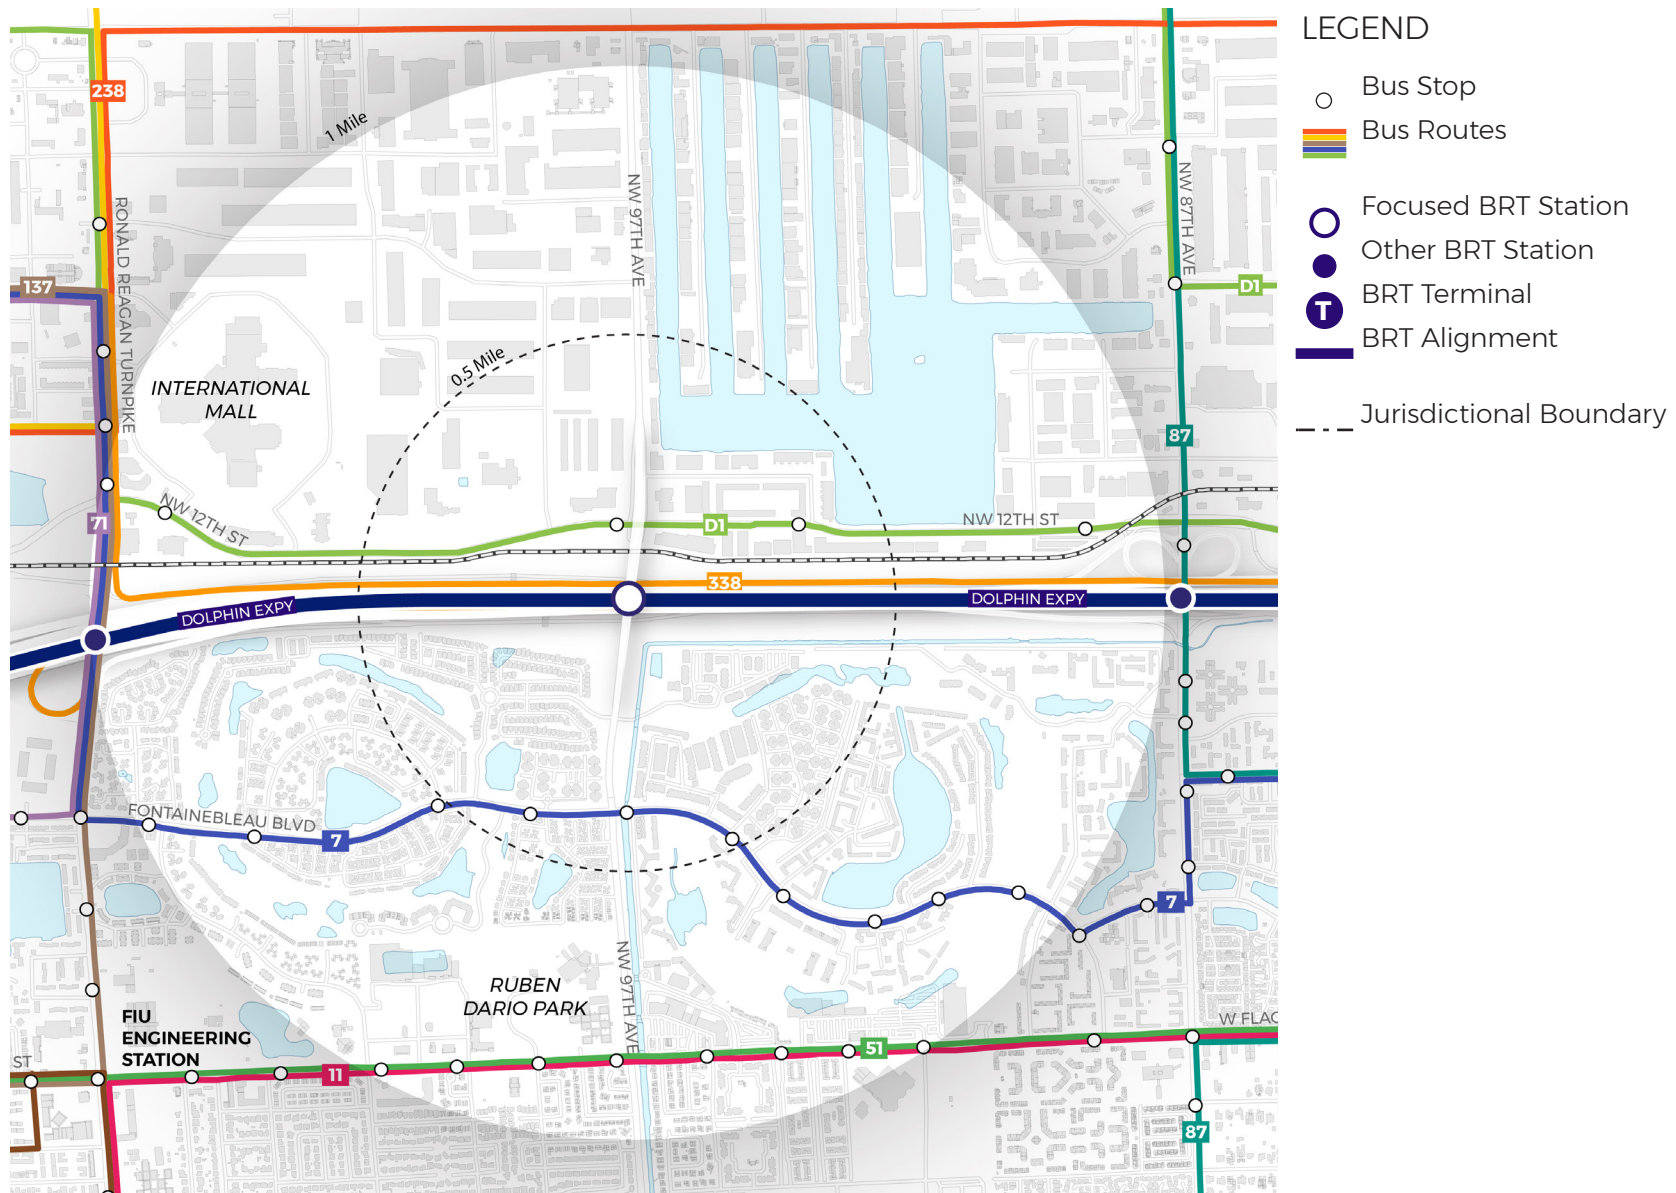 LEGEND
Bus Stop
Bus Routes
Focused BRT Station
Other BRT Station
T
BRT Terminal
BRT Alignment
Jurisdictional Boundary
238
1 Mile
NW 97TH AVE
NW 87TH AVE
RONALD REAGAN TURNPIKE
137
D1
0.5 Mile
INTERNATIONAL
MALL
87
71
NW 12TH ST
D1
NW 12TH ST
338
DOLPHIN EXPY
DOLPHIN EXPY
FONTAINEBLEAU BLVD
7
7
NW 97TH AVE
RUBEN
DARIO PARK
FIU
ENGINEERING
STATION
W FLAG
ST
51
11
87